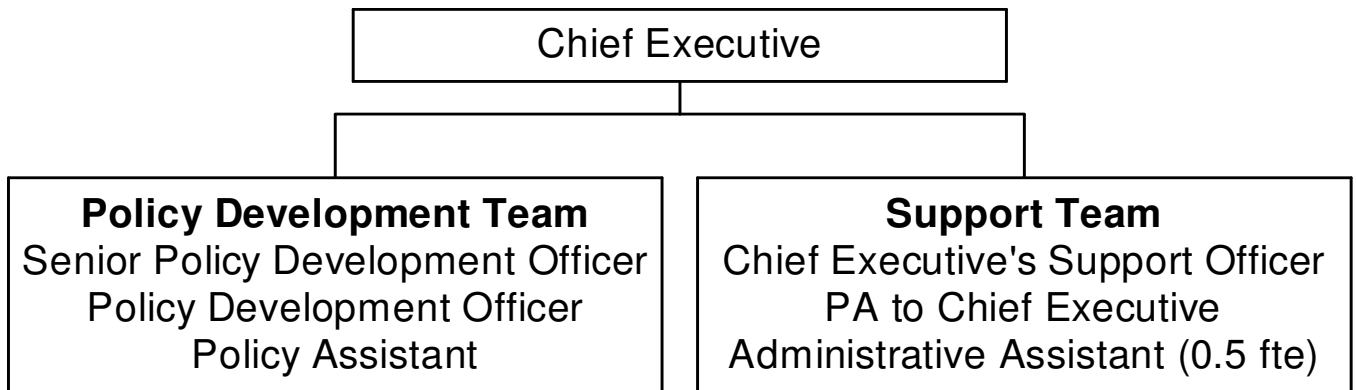 Chief Executive
Policy Development Team
Senior Policy Development Officer
Policy Development Officer
Policy Assistant
Support Team
Chief Executive's Support Officer
PA to Chief Executive
Administrative Assistant (0.5 fte)